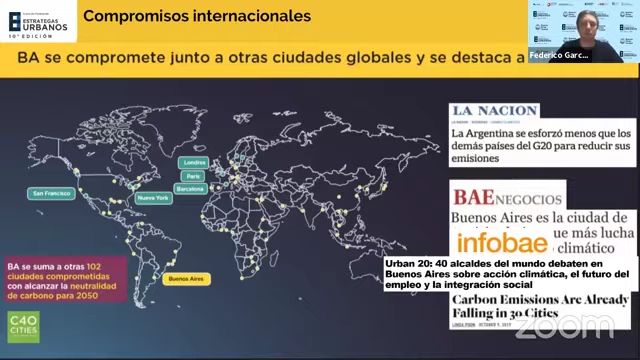 ESTRATEGAS
URBANOS
10° EDICIÓN
Compromisos internacionales
Federico Garc...
BA se compromete junto a otras ciudades globales y se destaca a
LA NACION
La Argentina se esforzó menos que los
demás países del G20 para reducir sus
emisiones
Londres
París
Barcelona
San Francisco
Nueva York
BAE NEGOCIOS
Buenos Aires es la ciudad de
que más lucha
climático
infobae
Urban 20: 40 alcaldes del mundo debaten en
Buenos Aires sobre acción climática, el futuro del
empleo y la integración social
BA se suma a otras 102
ciudades comprometidas
con alcanzar la neutralidad
de carbono para 2050
Buenos Aires
Carbon Emissions Are Already
Falling in 30 Cities
C40
CITIES
zoom